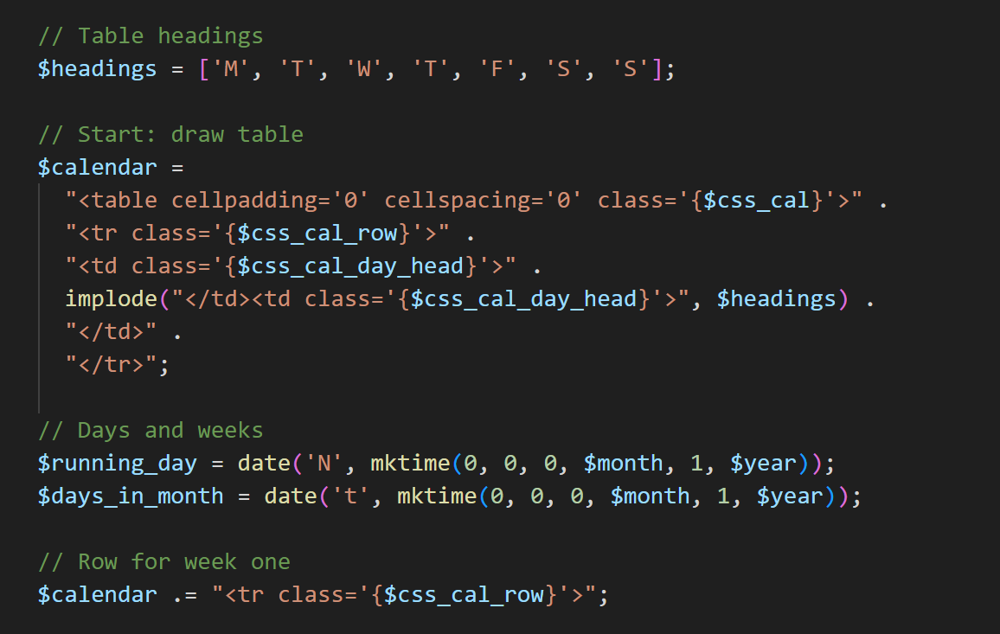 // Table headings
$headings = ['M', 'T', 'W', 'T', 'F', 'S', 'S'];
// Start: draw table
$calendar =
"<table cellpadding='0' cellspacing='0' class='{$css_cal}'>" .
"<tr class='{$css_cal_row}'>" .
"<td class='{$css_cal_day_head}'>" .
implode("</td><td class='{$css_cal_day_head}'>", $headings) .
"</td>" .
"</tr>";
// Days and weeks
$running_day = date('N', mktime(0, 0, 0, $month, 1, $year));
$days_in_month = date('t', mktime(0, 0, 0, $month, 1, $year));
// Row for week one
$calendar .= "<tr class='{$css_cal_row}'>";